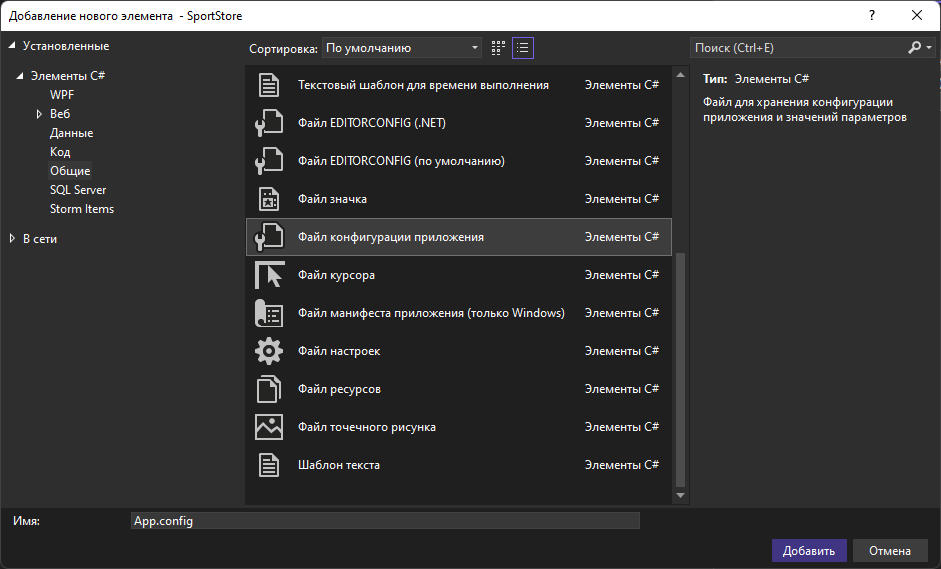 Добавление нового элемента - SportStore
?
Установленные
Элементы C#
WPF
Веб
Данные
Код
Общие
SQL Server
Storm Items
В сети
Сортировка: По умолчанию
Текстовый шаблон для времени выполнения Элементы C#
Файл EDITORCONFIG (.NET) Элементы C#
Файл EDITORCONFIG (по умолчанию) Элементы C#
Файл значка Элементы C#
Файл конфигурации приложения Элементы C#
Файл курсора Элементы C#
Файл манифеста приложения (только Windows) Элементы C#
Файл настроек Элементы C#
Файл ресурсов Элементы C#
Файл точечного рисунка Элементы C#
Шаблон текста Элементы C#
Поиск (Ctrl+E)
Тип: Элементы C#
Файл для хранения конфигурации
приложения и значений параметров
Имя: App.config
Добавить Отмена